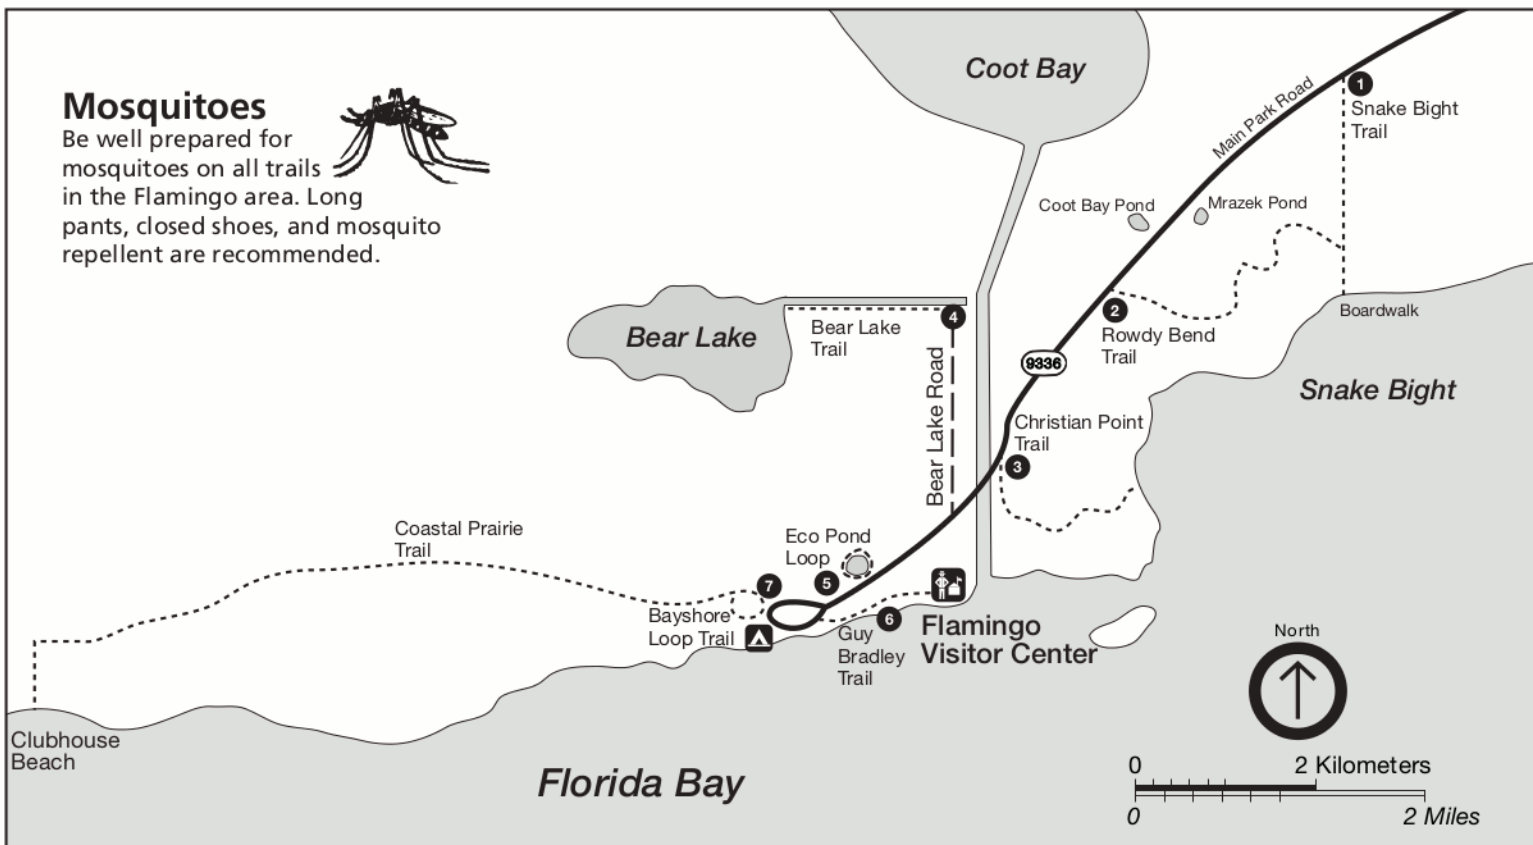 Mosquitoes
Be well prepared for
mosquitoes on all trails
in the Flamingo area. Long
pants, closed shoes, and mosquito
repellent are recommended.
Coot Bay
Main Park Road
1
Snake Bight
Trail
Coot Bay Pond
Mrazek Pond
Boardwalk
2
Rowdy Bend
Trail
9336
Snake Bight
Bear Lake
Bear Lake
Trail
4
Bear Lake Road
Christian Point
Trail
3
Coastal Prairie
Trail
Eco Pond
Loop
7
5
Bayshore
Loop Trail
6
Guy
Bradley
Trail
Flamingo
Visitor Center
North
Clubhouse
Beach
Florida Bay
0
2 Kilometers
0
2 Miles